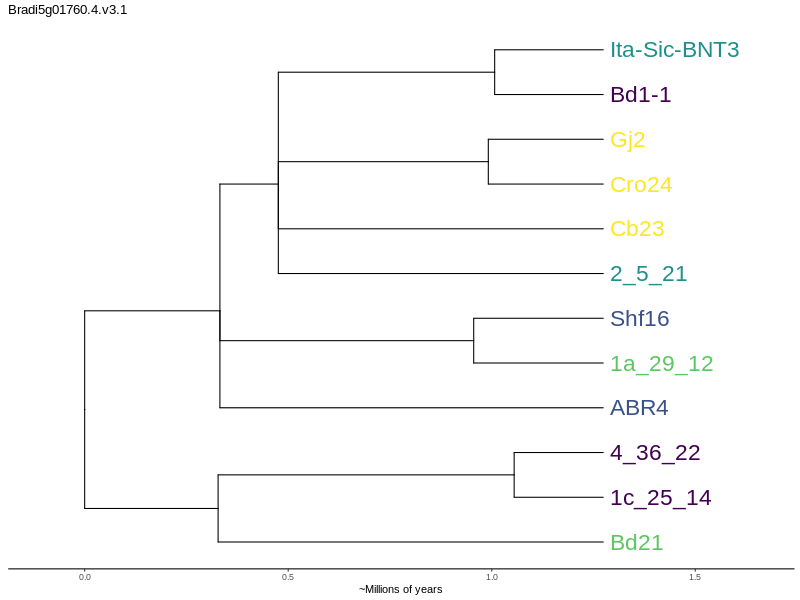 Bradi5g01760.4.v3.1
Ita-Sic-BNT3
Bd1-1
Gj2
Cro24
Cb23
2_5_21
Shf16
1a_29_12
ABR4
4_36_22
1c_25_14
Bd21
0.0 0.5 1.0 1.5
~Millions of years